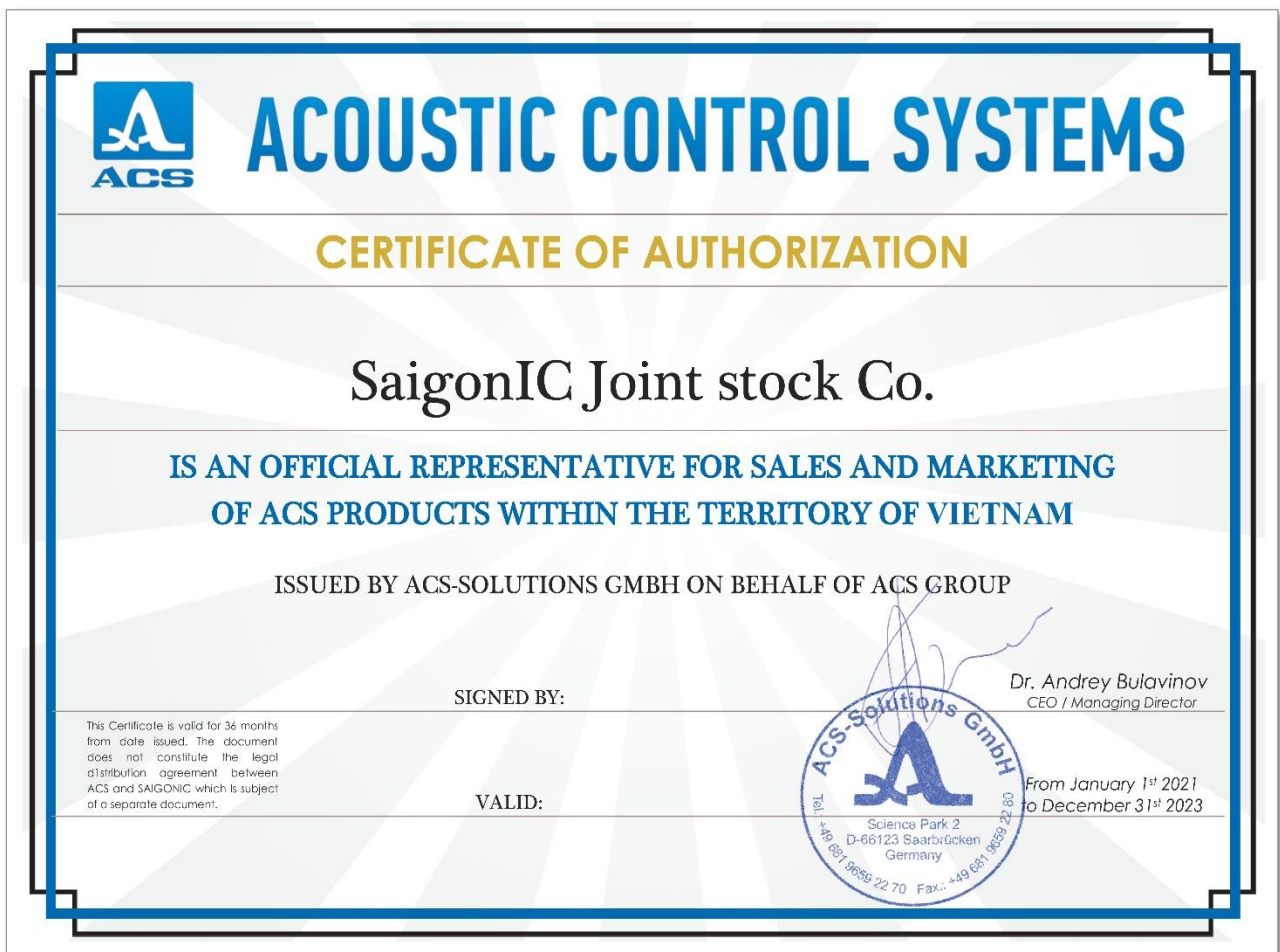 ACS
ACOUSTIC CONTROL SYSTEMS
CERTIFICATE OF AUTHORIZATION
SaigonIC Joint stock Co.
IS AN OFFICIAL REPRESENTATIVE FOR SALES AND MARKETING
OF ACS PRODUCTS WITHIN THE TERRITORY OF VIETNAM
ISSUED BY ACS-SOLUTIONS GMBH ON BEHALF OF ACS GROUP
SIGNED BY:
Dr. Andrey Bulavinov
CEO / Managing Director
This Certificate is valid for 36 months
from date issued. The document
does not constitute the legal
distribution agreement between
ACS and SAIGONIC which is subject
of a separate document.
VALID:
From January 1st 2021
to December 31st 2023
ACS-Solutions GmbH
Science Park 2
D-66123 Saarbrücken
Germany
Tel.: +49 681 9659 22 70 Fax.: +49 681 9659 22 80